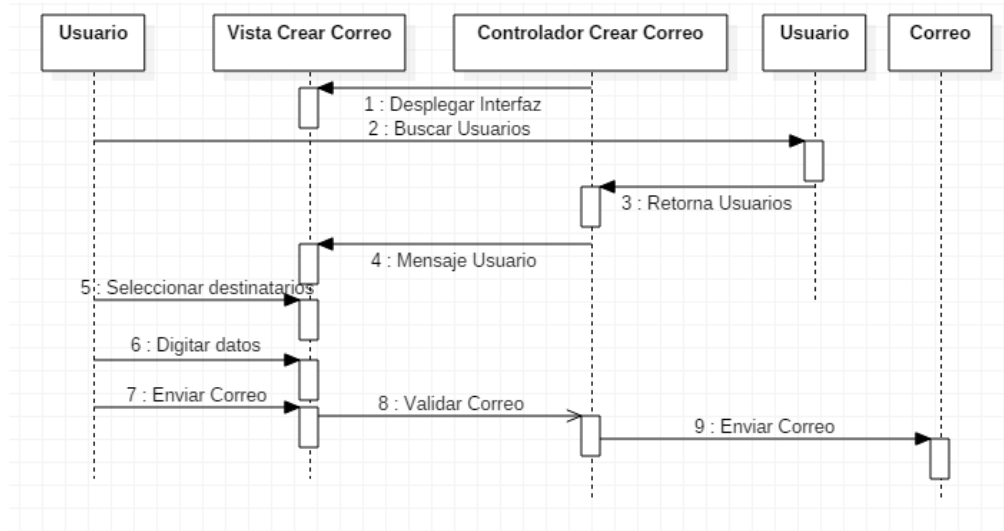 Usuario
Vista Crear Correo
Controlador Crear Correo
Usuario
Correo
1 : Desplegar Interfaz
2 : Buscar Usuarios
3 : Retorna Usuarios
4 : Mensaje Usuario
5 : Seleccionar destinatarios
6 : Digitar datos
7 : Enviar Correo
8 : Validar Correo
9 : Enviar Correo